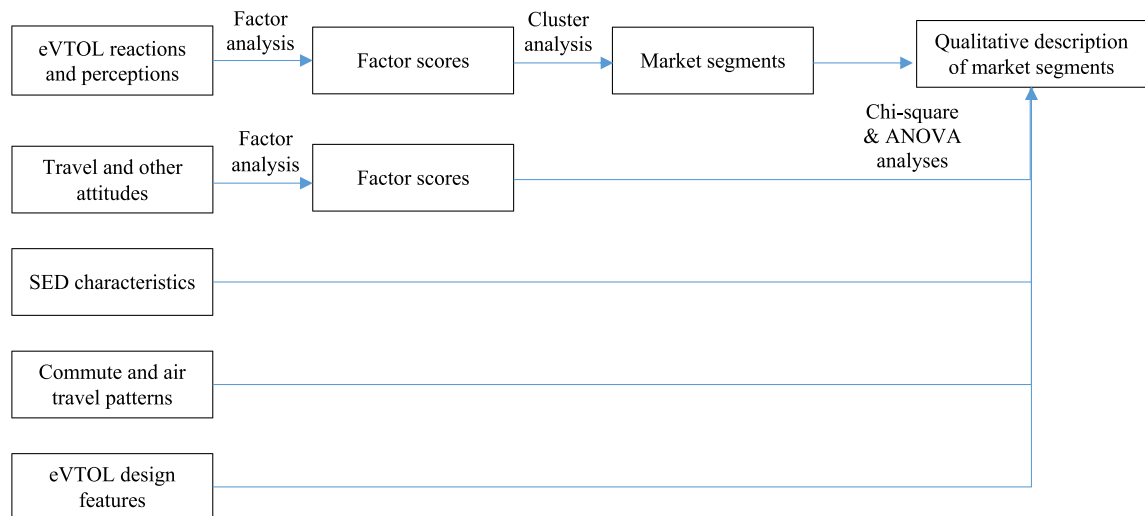 Factor
analysis
Cluster
analysis
eVTOL reactions
and perceptions
Factor scores
Market segments
Qualitative description
of market segments
Chi-square
& ANOVA
analyses
Factor
analysis
Travel and other
attitudes
Factor scores
SED characteristics
Commute and air
travel patterns
eVTOL design
features